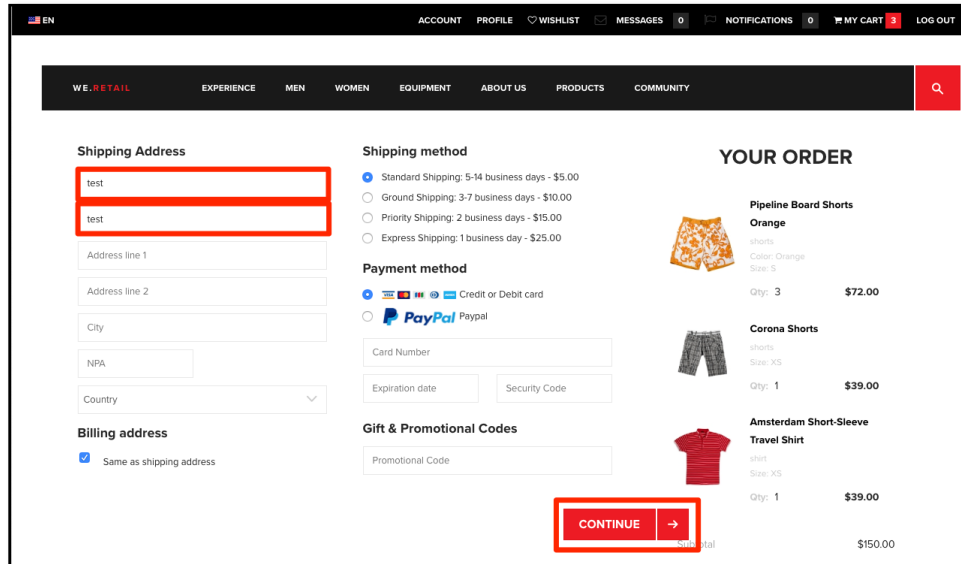 EN
ACCOUNT PROFILE WISHLIST MESSAGES 0 NOTIFICATIONS 0 MY CART 3 LOG OUT
WE.RETAIL EXPERIENCE MEN WOMEN EQUIPMENT ABOUT US PRODUCTS COMMUNITY
Shipping Address
test
test
Address line 1
Address line 2
City
NPA
Country
Billing address
Same as shipping address
Shipping method
Standard Shipping: 5-14 business days - $5.00
Ground Shipping: 3-7 business days - $10.00
Priority Shipping: 2 business days - $15.00
Express Shipping: 1 business day - $25.00
Payment method
VISA Credit or Debit card
PayPal Paypal
Card Number
Expiration date Security Code
Gift & Promotional Codes
Promotional Code
CONTINUE
YOUR ORDER
Pipeline Board Shorts
Orange
shorts
Color: Orange
Size: S
Qty: 3 $72.00
Corona Shorts
shorts
Size: XS
Qty: 1 $39.00
Amsterdam Short-Sleeve
Travel Shirt
shirt
Size: XS
Qty: 1 $39.00
Subtotal $150.00